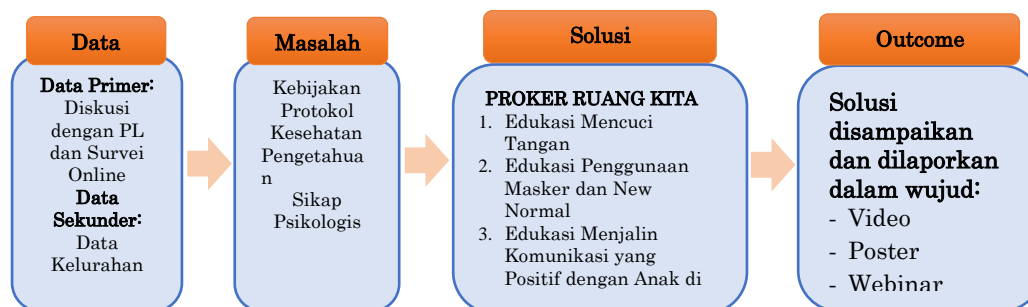 Data
Data Primer:
Diskusi
dengan PL
dan Survei
Online
Data
Sekunder:
Data
Kelurahan
Masalah
Kebijakan
Protokol
Kesehatan
Pengetahua
n
Sikap
Psikologis
Solusi
PROKER RUANG KITA
1. Edukasi Mencuci
Tangan
2. Edukasi Penggunaan
Masker dan New
Normal
3. Edukasi Menjalin
Komunikasi yang
Positif dengan Anak di
Outcome
Solusi
disampaikan
dan dilaporkan
dalam wujud:
- Video
- Poster
- Webinar